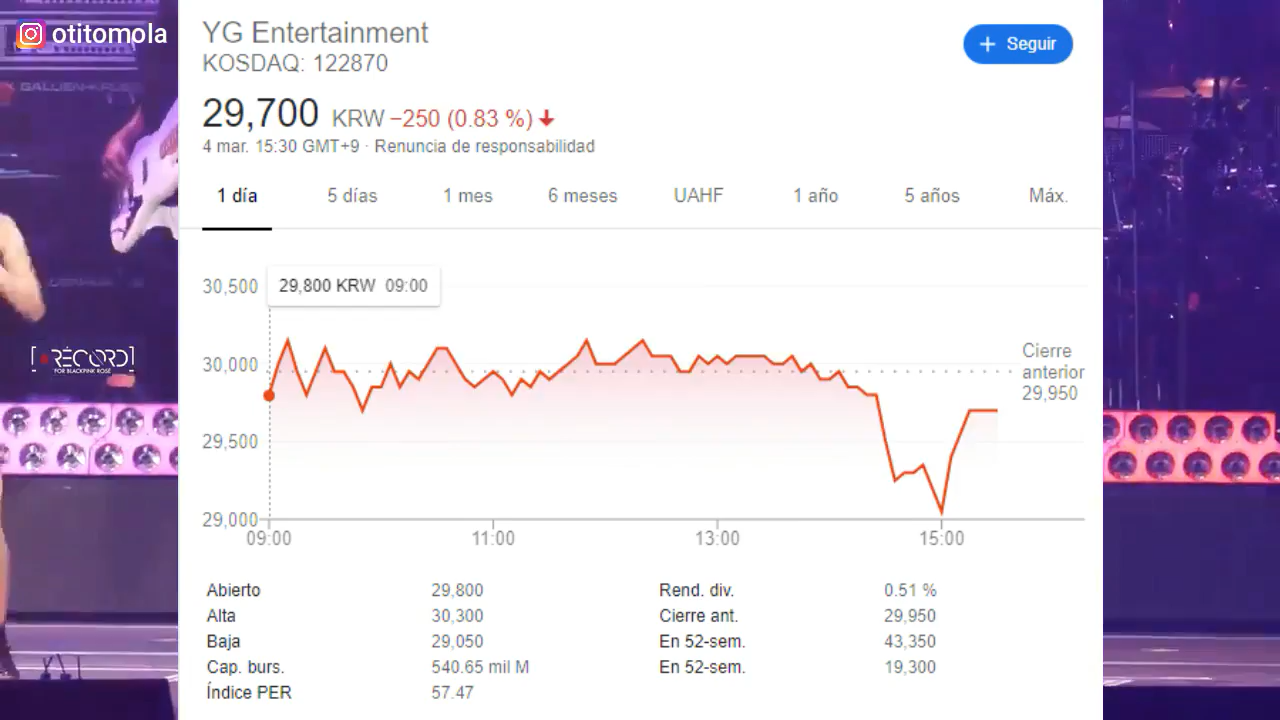 otitomola
YG Entertainment
KOSDAQ: 122870
+ Seguir
29,700 KRW −250 (0.83 %)
4 mar. 15:30 GMT+9 · Renuncia de responsabilidad
1 día 5 días 1 mes 6 meses UAHF 1 año 5 años Máx.
30,500
29,800 KRW 09:00
30,000
29,500
29,000
Cierre
anterior
29,950
09:00 11:00 13:00 15:00
Abierto 29,800 Rend. div. 0.51 %
Alta 30,300 Cierre ant. 29,950
Baja 29,050 En 52-sem. 43,350
Cap. burs. 540.65 mil M En 52-sem. 19,300
Índice PER 57.47
RÉCORD
FOR BLACKPINK ROSÉ